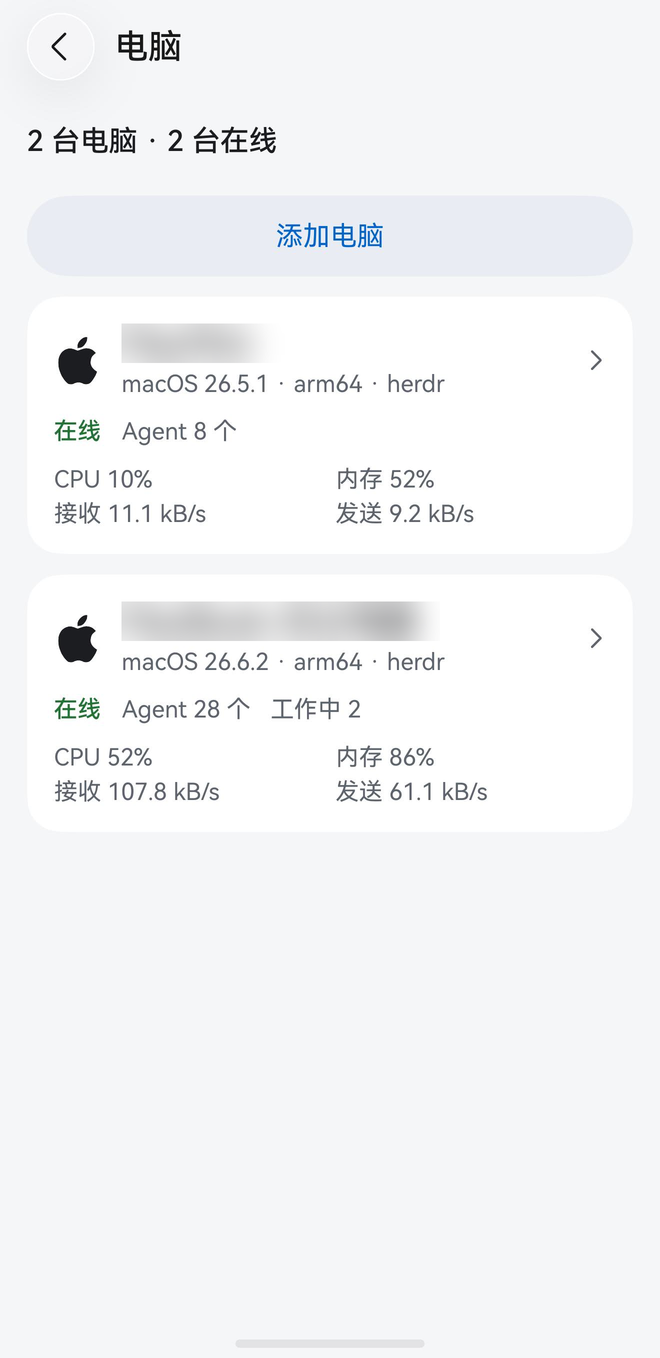 电脑
2 台电脑 · 2 台在线
添加电脑
macOS 26.5.1 · arm64 · herdr
在线 Agent 8 个
CPU 10% 内存 52%
接收 11.1 kB/s 发送 9.2 kB/s
macOS 26.6.2 · arm64 · herdr
在线 Agent 28 个 工作中 2
CPU 52% 内存 86%
接收 107.8 kB/s 发送 61.1 kB/s